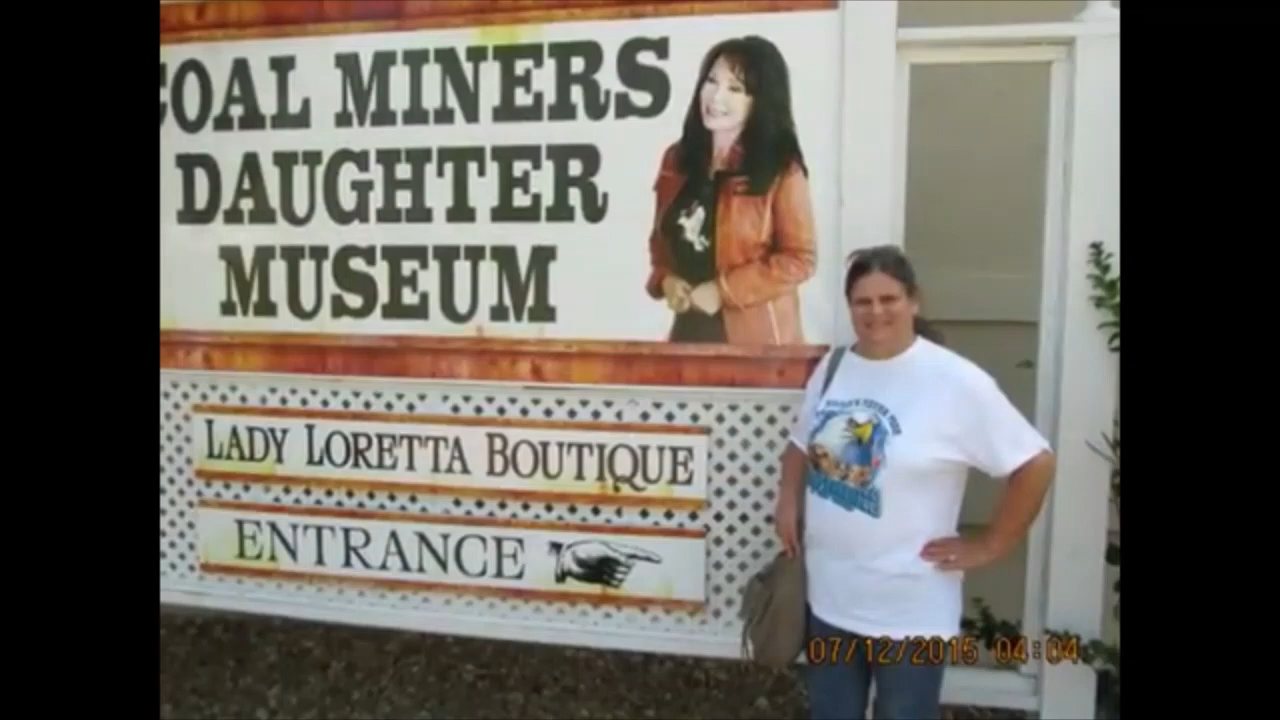 COAL MINERS
DAUGHTER
MUSEUM
LADY LORETTA BOUTIQUE
ENTRANCE
07/12/2015 04:04